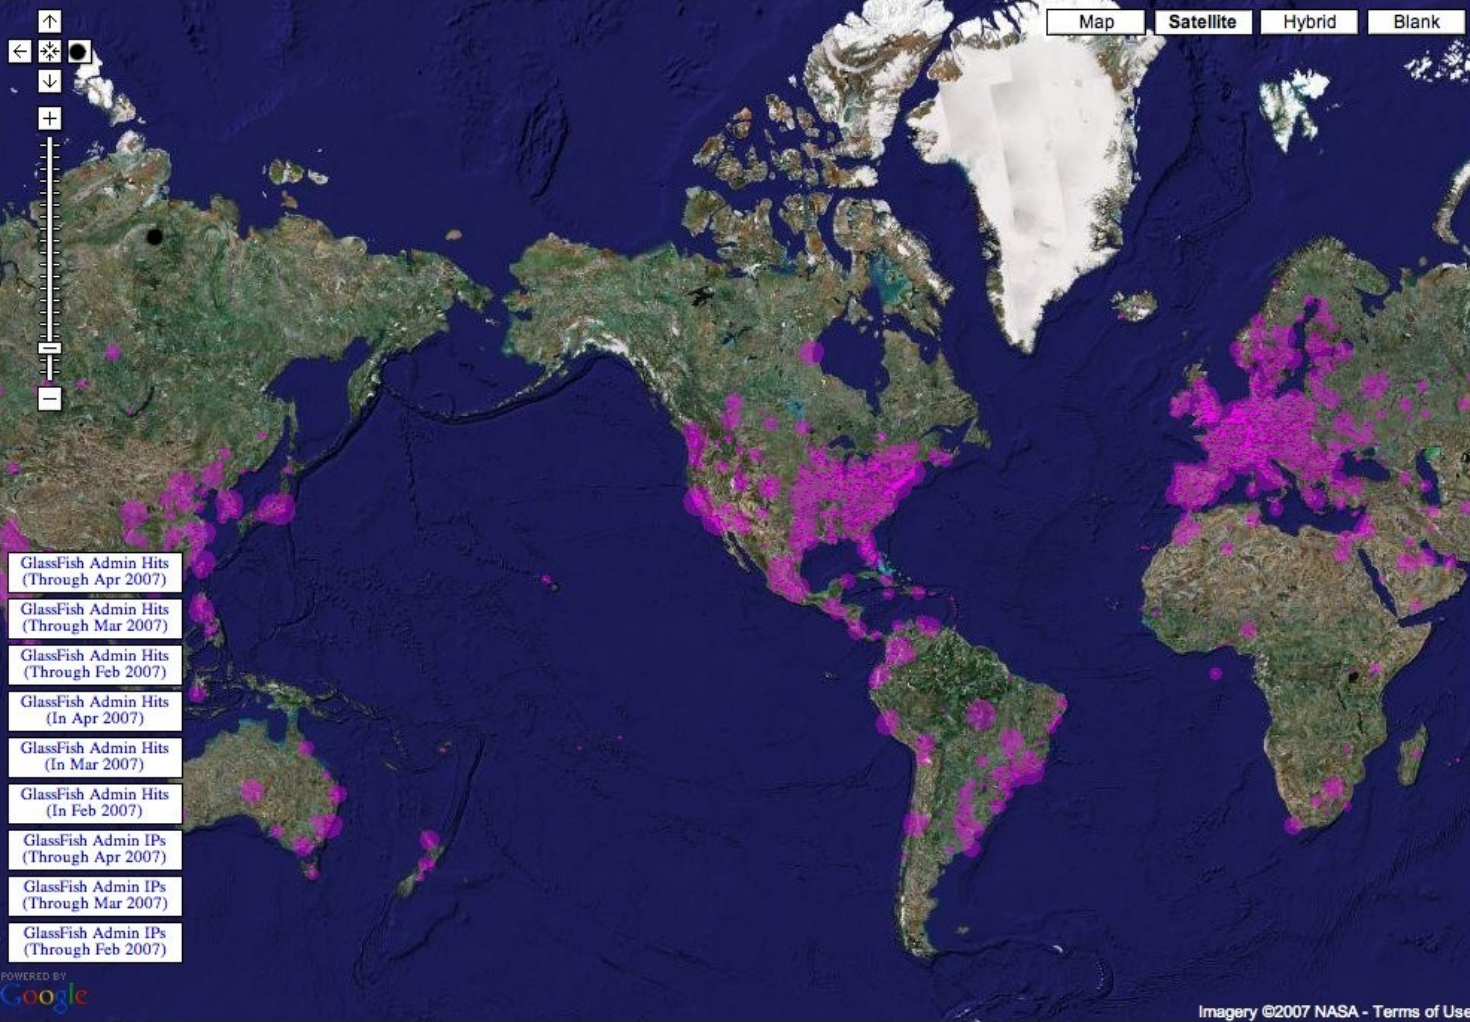 Map
Satellite
Hybrid
Blank
GlassFish Admin Hits
(Through Apr 2007)
GlassFish Admin Hits
(Through Mar 2007)
GlassFish Admin Hits
(Through Feb 2007)
GlassFish Admin Hits
(In Apr 2007)
GlassFish Admin Hits
(In Mar 2007)
GlassFish Admin Hits
(In Feb 2007)
GlassFish Admin IPs
(Through Apr 2007)
GlassFish Admin IPs
(Through Mar 2007)
GlassFish Admin IPs
(Through Feb 2007)
POWERED BY
Google
Imagery ©2007 NASA - Terms of Use